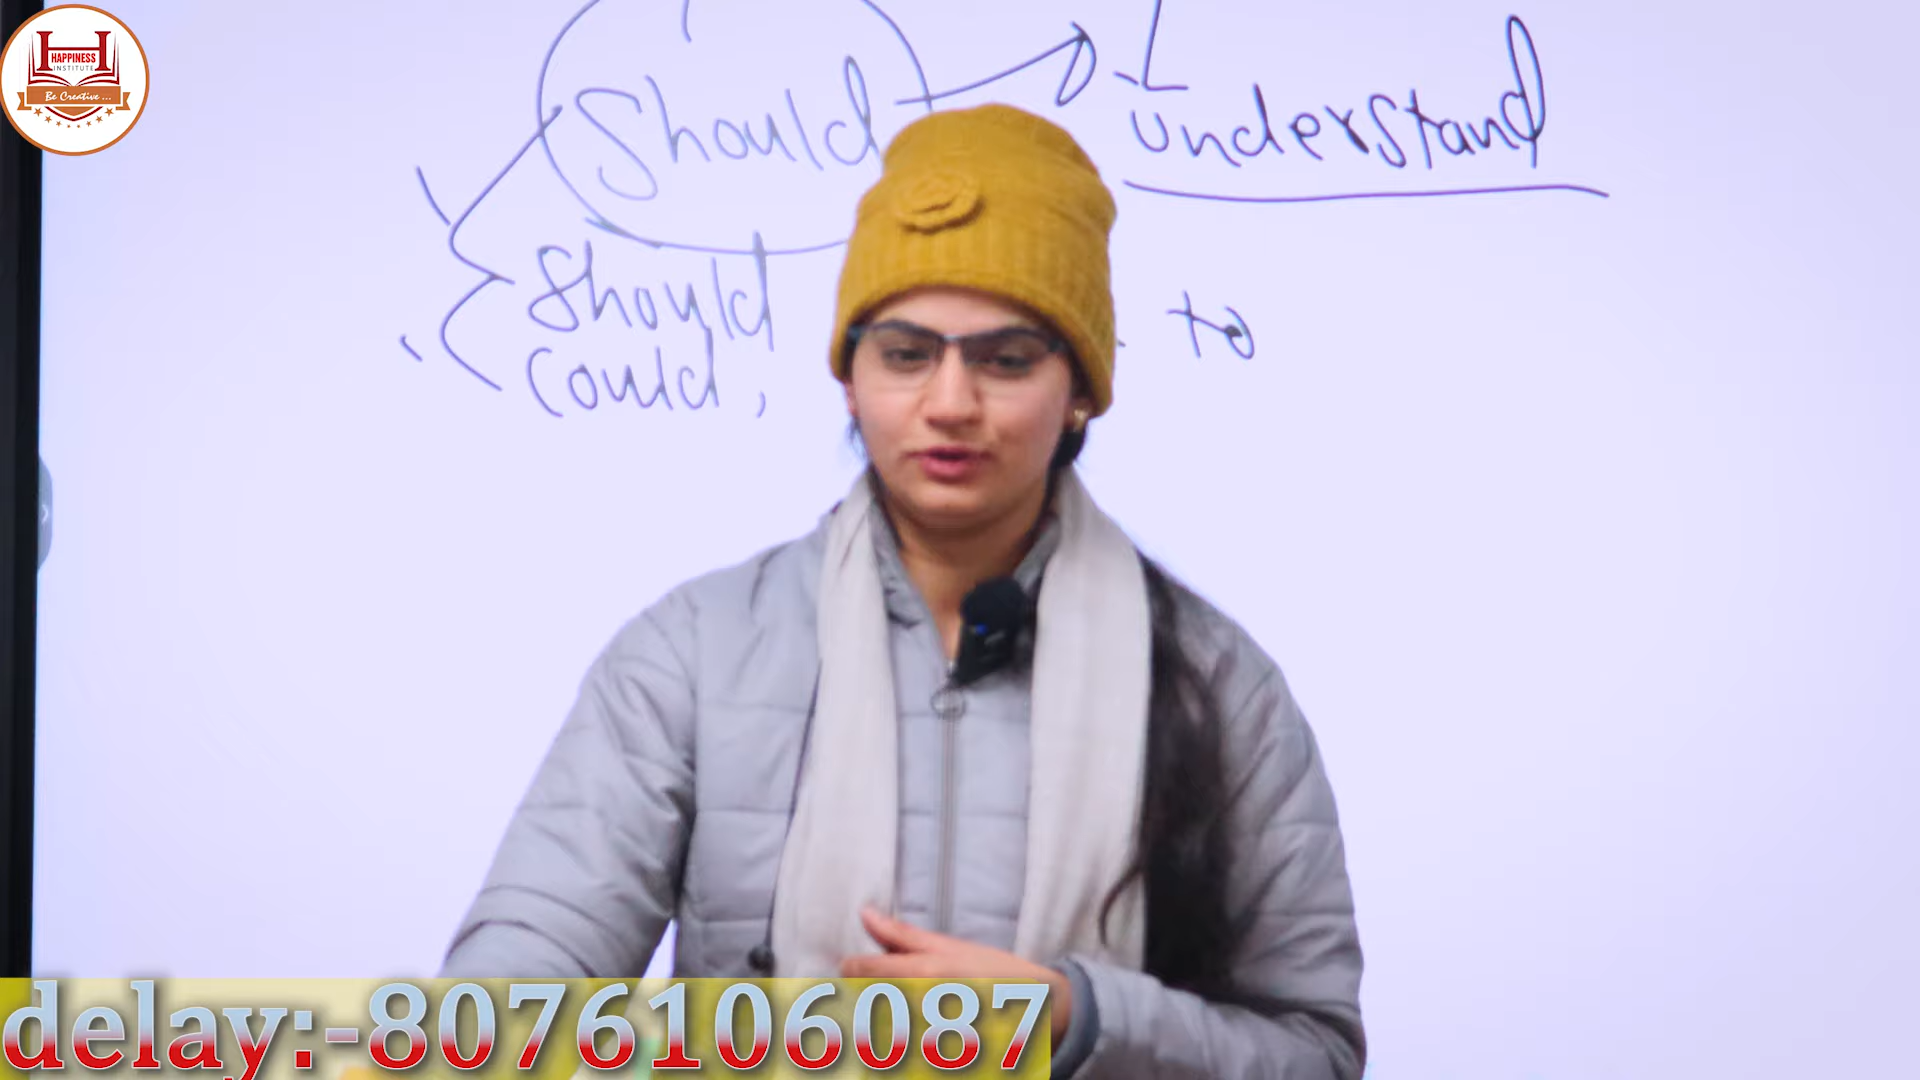 HAPPINESS
INSTITUTE
Be Creative ...
Should
understand
Should
to
Could,
delay:-8076106087